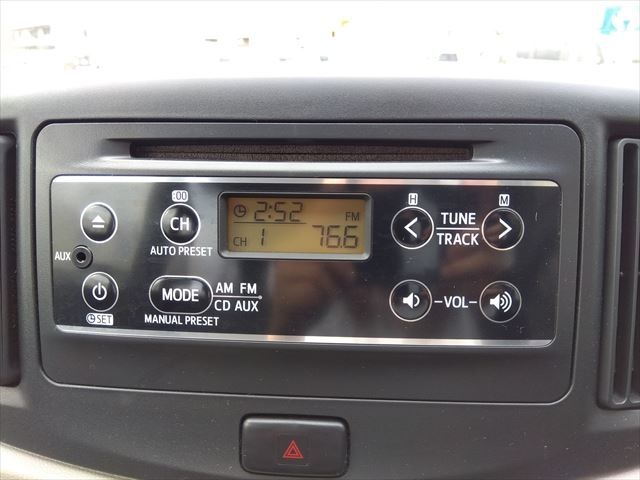 :00
H
M
CH
2:52
FM
TUNE
TRACK
AUTO PRESET
CH 1 76.6
AUX
MODE
AM FM
CD AUX
-VOL-
SET
MANUAL PRESET